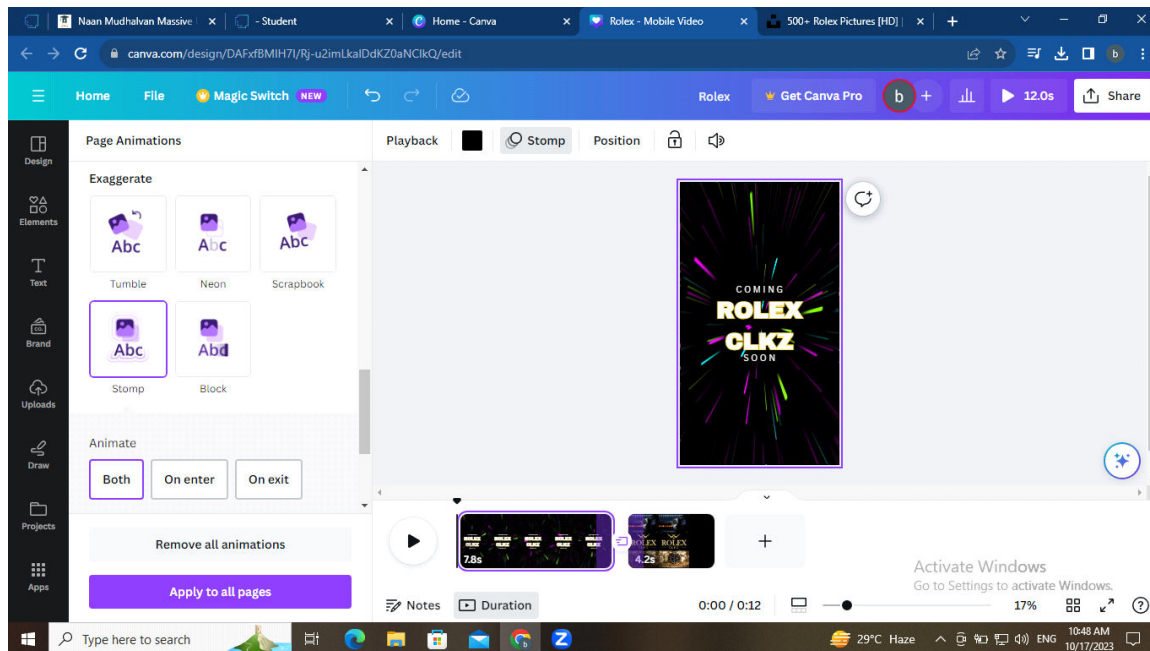 Naan Mudhalvan Massive
- Student
Home - Canva
Rolex - Mobile Video
500+ Rolex Pictures [HD] |
canva.com/design/DAFxfBMIH7I/Rj-u2imLkaIDdKZ0aNCIkQ/edit
b
Home File Magic Switch NEW
Rolex Get Canva Pro b + 12.0s Share
Design
Elements
Text
Brand
Uploads
Draw
Projects
Apps
Page Animations
Exaggerate
Abc Abc Abc
Tumble Neon Scrapbook
Abc Abd
Stomp Block
Animate
Both On enter On exit
Remove all animations
Apply to all pages
Playback Stomp Position
COMING
ROLEX
CLKZ
SOON
7.8s
ROLEX ROLEX
4.2s
Notes Duration 0:00 / 0:12 17%
Activate Windows
Go to Settings to activate Windows.
Type here to search
29°C Haze ENG
10:48 AM
10/17/2023